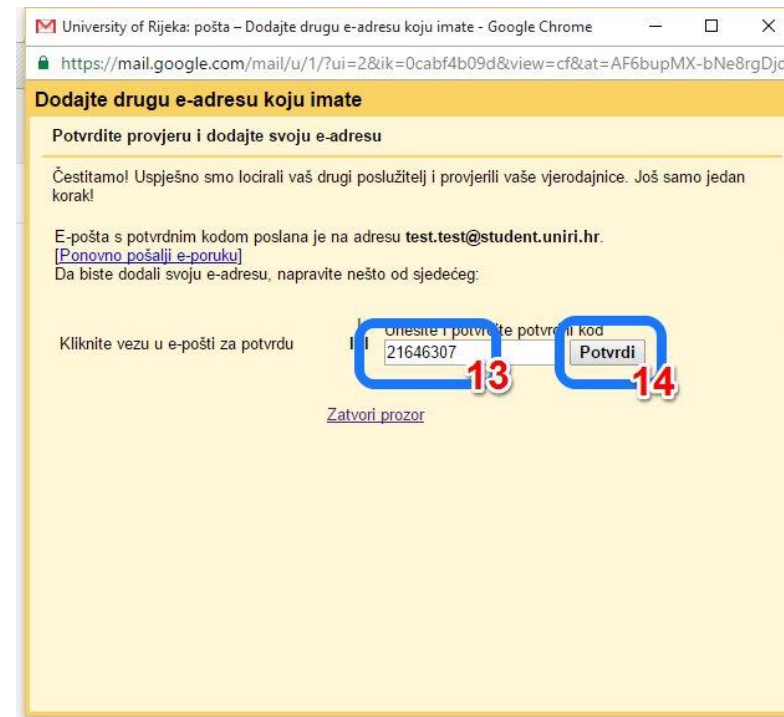 University of Rijeka: pošta – Dodajte drugu e-adresu koju imate - Google Chrome
https://mail.google.com/mail/u/1/?ui=2&ik=0cabf4b09d&view=cf&at=AF6bupMX-bNe8rgDjc
Dodajte drugu e-adresu koju imate
Potvrdite provjeru i dodajte svoju e-adresu
Čestitamo! Uspješno smo locirali vaš drugi poslužitelj i provjerili vaše vjerodajnice. Još samo jedan
korak!
E-pošta s potvrdnim kodom poslana je na adresu test.test@student.uniri.hr.
[Ponovno pošalji e-poruku]
Da biste dodali svoju e-adresu, napravite nešto od sjedećeg:
Unesite i potvrdite potvrdni kod
Kliknite vezu u e-pošti za potvrdu
21646307 Potvrdi
13 14
Zatvori prozor